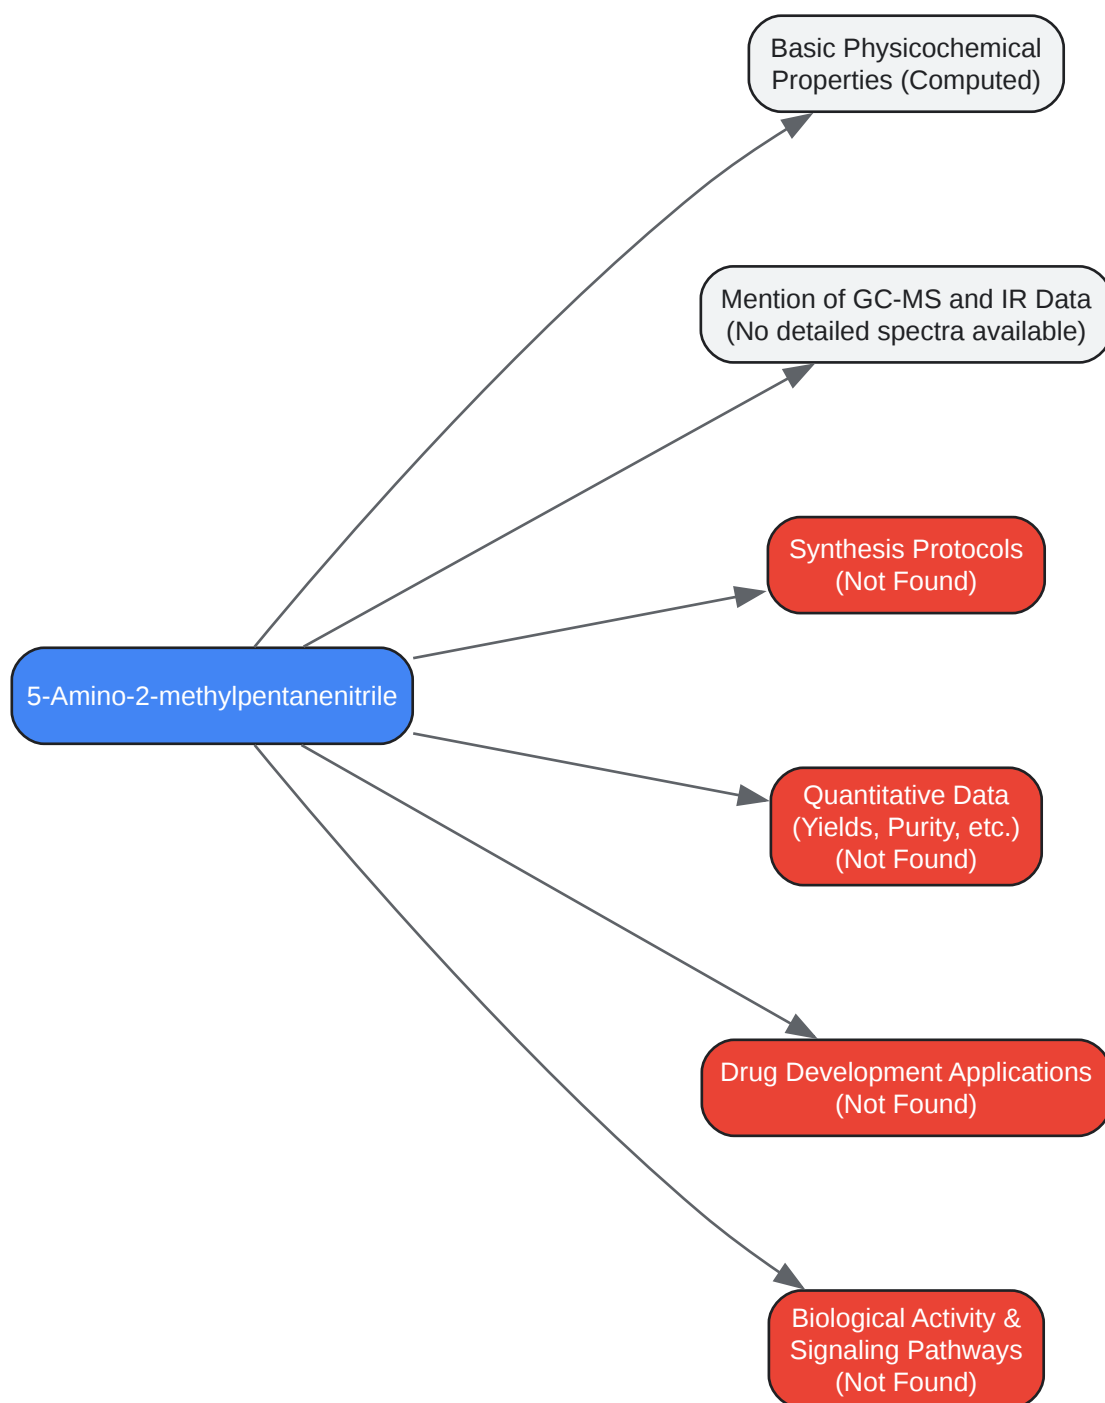 Basic Physicochemical
Properties (Computed)
Mention of GC-MS and IR Data
(No detailed spectra available)
Synthesis Protocols
(Not Found)
5-Amino-2-methylpentanenitrile
Quantitative Data
(Yields, Purity, etc.)
(Not Found)
Drug Development Applications
(Not Found)
Biological Activity &
Signaling Pathways
(Not Found)